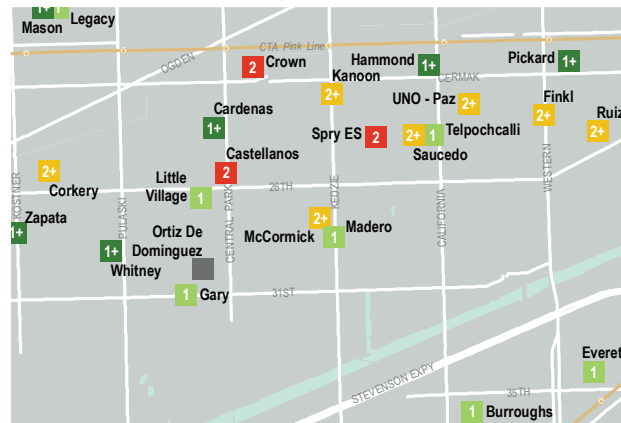 1+
1
Mason
Legacy
CTA Pink Line
OGDEN
2
Crown
Hammond
1+
Pickard
1+
CERMAK
Kanoon
2+
UNO - Paz
2+
Finkl
2+
Ruiz
2+
Cardenas
1+
Spry ES
2
2+
1
Telpochcalli
Saucedo
Castellanos
2
2+
Corkery
Little
Village
1
26TH
KOSTNER
PULASKI
CENTRAL PARK
KEDZIE
CALIFORNIA
WESTERN
Zapata
1+
Ortiz De
Dominguez
Whitney
1+
2+
McCormick
1
Madero
1
Gary
31ST
STEVENSON EXPY
Everet
1
35TH
1
Burroughs